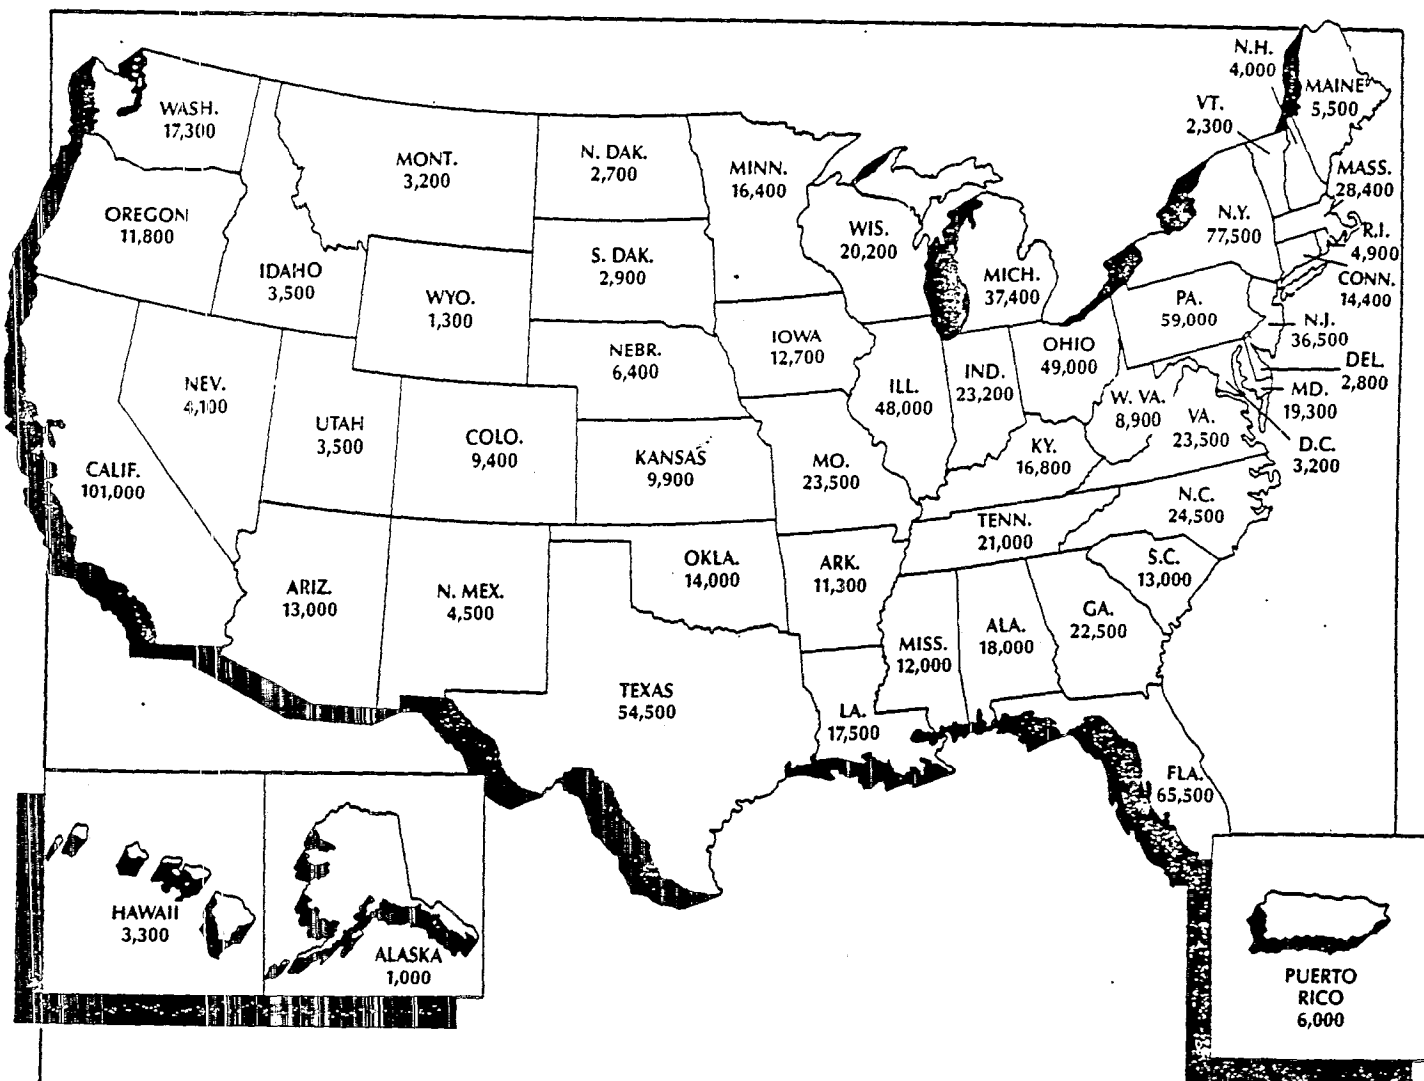 WASH.
17,300
OREGON
11,800
CALIF.
101,000
NEV.
4,100
IDAHO
3,500
MONT.
3,200
WYO.
1,300
UTAH
3,500
COLO.
9,400
ARIZ.
13,000
N. MEX.
4,500
N. DAK.
2,700
S. DAK.
2,900
NEBR.
6,400
KANSAS
9,900
OKLA.
14,000
TEXAS
54,500
MINN.
16,400
IOWA
12,700
MO.
23,500
ARK.
11,300
LA.
17,500
WIS.
20,200
ILL.
48,000
MICH.
37,400
IND.
23,200
OHIO
49,000
KY.
16,800
TENN.
21,000
MISS.
12,000
ALA.
18,000
GA.
22,500
FLA.
65,500
S.C.
13,000
N.C.
24,500
VA.
23,500
W. VA.
8,900
PA.
59,000
N.Y.
77,500
VT.
2,300
N.H.
4,000
MAINE
5,500
MASS.
28,400
R.I.
4,900
CONN.
14,400
N.J.
36,500
DEL.
2,800
MD.
19,300
D.C.
3,200
HAWAII
3,300
ALASKA
1,000
PUERTO
RICO
6,000